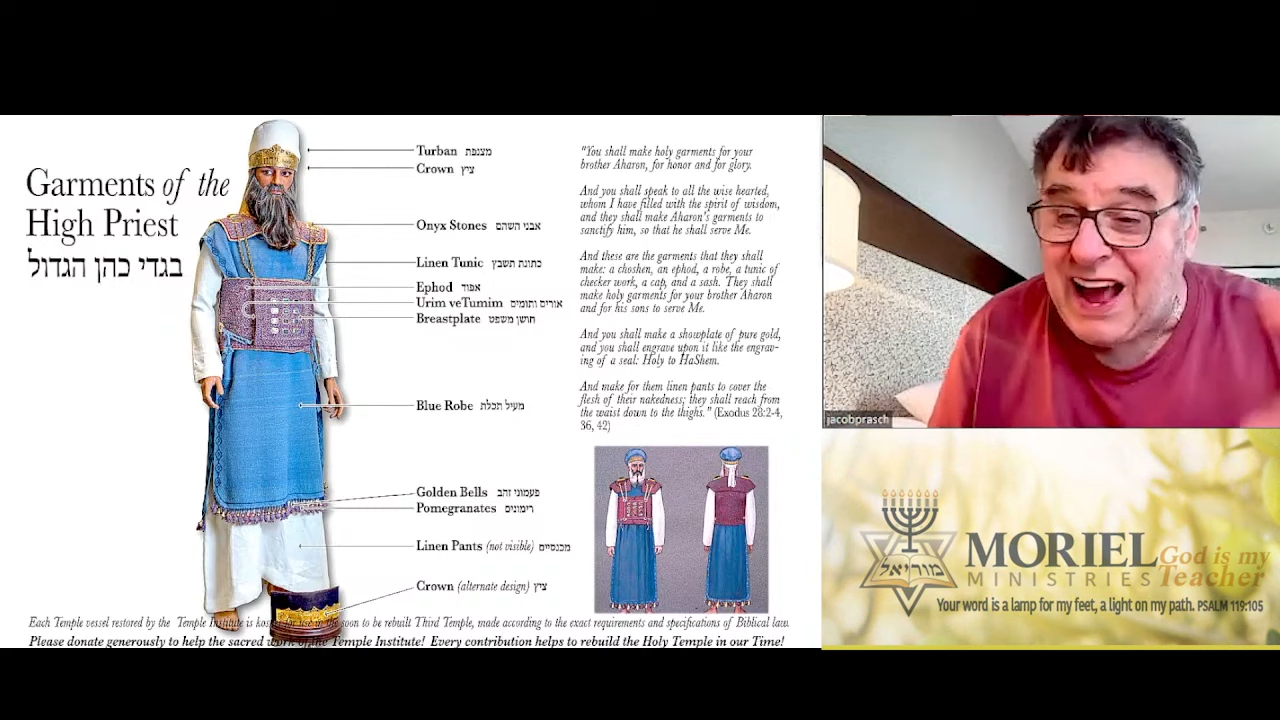 Garments of the
High Priest
בגדי כהן הגדול
Turban מצנפת
Crown ציץ
Onyx Stones אבני השהם
Linen Tunic כתונת תשבץ
Ephod אפוד
Urim veTumim אורים ותומים
Breastplate חושן משפט
Blue Robe מעיל תכלת
Golden Bells פעמוני זהב
Pomegranates רימונים
Linen Pants (not visible) מכנסיים
Crown (alternate design) ציץ
"You shall make holy garments for your
brother Aharon, for honor and for glory.
And you shall speak to all the wise hearted,
whom I have filled with the spirit of wisdom,
and they shall make Aharon's garments to
sanctify him, so that he shall serve Me.
And these are the garments that they shall
make: a choshen, an ephod, a robe, a tunic of
checker work, a cap, and a sash. They shall
make holy garments for your brother Aharon
and for his sons to serve Me.
And you shall make a showplate of pure gold,
and you shall engrave upon it like the engrav-
ing of a seal: Holy to HaShem.
And make for them linen pants to cover the
flesh of their nakedness; they shall reach from
the waist down to the thighs." (Exodus 28:2-4,
36, 42)
Each Temple vessel restored by the Temple Institute is soon to be rebuilt Third Temple, made according to the exact requirements and specifications of Biblical law.
Please donate generously to help the sacred work of the Temple Institute! Every contribution helps to rebuild the Holy Temple in our Time!
jacobprasch
מוריאל
MORIEL
MINISTRIES
God is my
Teacher
Your word is a lamp for my feet, a light on my path. PSALM 119:105